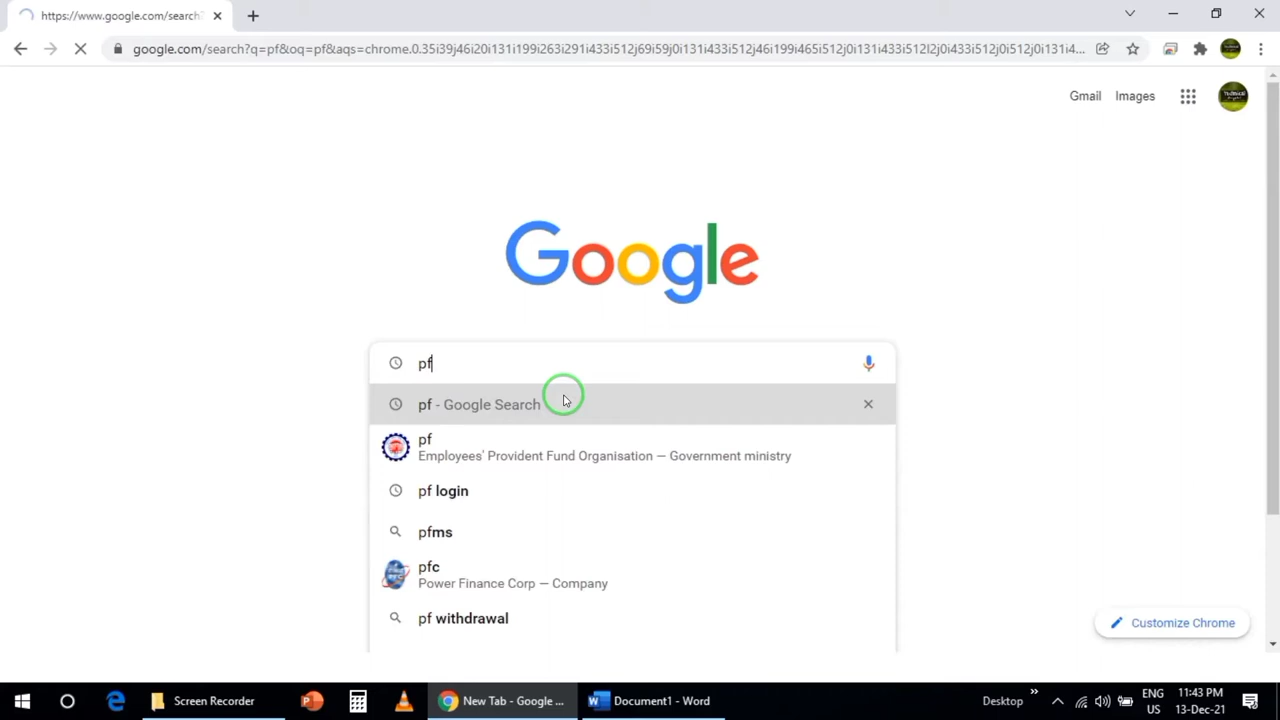 https://www.google.com/search?
google.com/search?q=pf&oq=pf&aqs=chrome.0.35i39j46i20i131i199i263i291i433i512j69i59j0i131i433i512j46i199i465i512j0i131i433i512l2j0i433i512j0i512j0i131i4...
Gmail Images
Google
pf
pf - Google Search
pf
Employees' Provident Fund Organisation — Government ministry
pf login
pfms
pfc
Power Finance Corp — Company
pf withdrawal
Customize Chrome
Screen Recorder
New Tab - Google ...
Document1 - Word
Desktop
ENG
US
11:43 PM
13-Dec-21